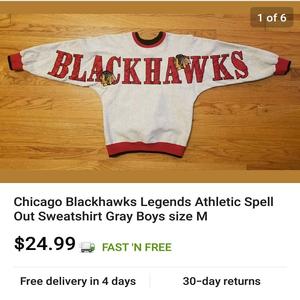 1 of 6
BLACKHAWKS
Chicago Blackhawks Legends Athletic Spell
Out Sweatshirt Gray Boys size M
$24.99 FAST 'N FREE
Free delivery in 4 days 30-day returns